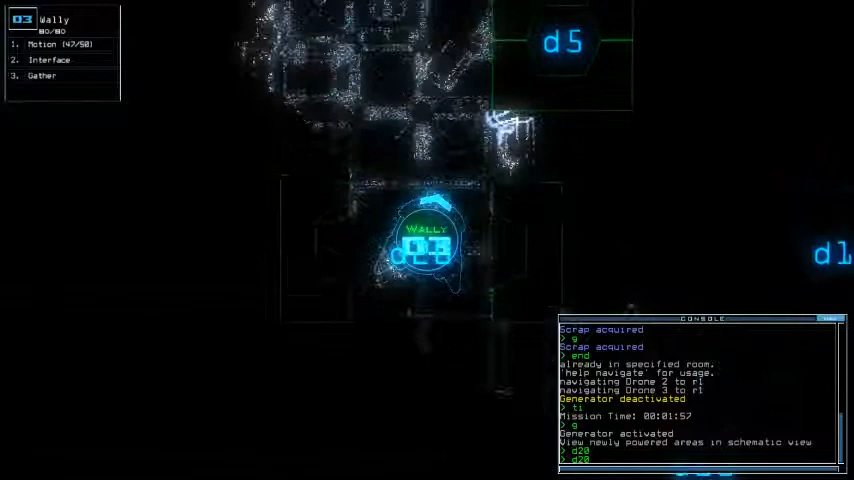 03 Wally
80/80
1. Motion (47/50)
2. Interface
3. Gather
d5
WALLY
03
d1
CONSOLE
Scrap acquired
> g
Scrap acquired
> end
already in specified room.
'help navigate' for usage.
navigating Drone 2 to r1
navigating Drone 3 to r1
Generator deactivated
> ti
Mission Time: 00:01:57
> g
Generator activated
View newly powered areas in schematic view
> d20
> d20